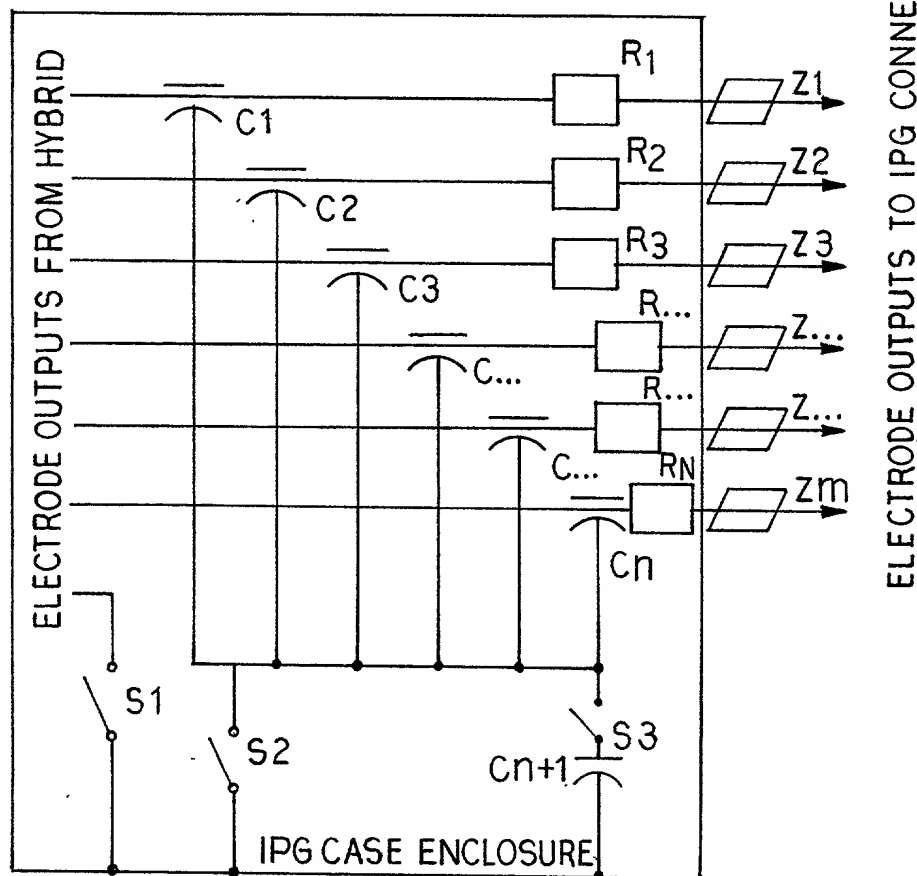 ELECTRODE OUTPUTS FROM HYBRID
R1
Z1
C1
R2
Z2
C2
R3
Z3
C3
R...
Z...
C...
R...
Z...
C...
RN
Zm
Cn
S1
S2
S3
Cn+1
IPG CASE ENCLOSURE
ELECTRODE OUTPUTS TO IPG CONNE